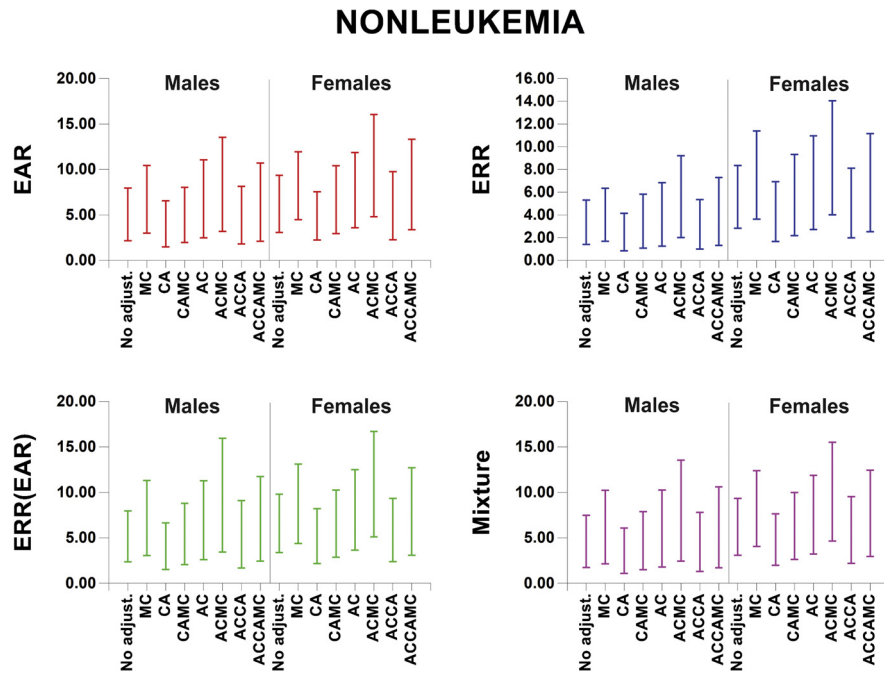 NONLEUKEMIA
EAR
20.00
15.00
10.00
5.00
0.00
Males
Females
No adjust.
MC
CA
CAMC
AC
ACMC
ACCA
ACCAMC
No adjust.
MC
CA
CAMC
AC
ACMC
ACCA
ACCAMC
ERR
16.00
14.00
12.00
10.00
8.00
6.00
4.00
2.00
0.00
Males
Females
No adjust.
MC
CA
CAMC
AC
ACMC
ACCA
ACCAMC
No adjust.
MC
CA
CAMC
AC
ACMC
ACCA
ACCAMC
ERR(EAR)
20.00
15.00
10.00
5.00
0.00
Males
Females
No adjust.
MC
CA
CAMC
AC
ACMC
ACCA
ACCAMC
No adjust.
MC
CA
CAMC
AC
ACMC
ACCA
ACCAMC
Mixture
20.00
15.00
10.00
5.00
0.00
Males
Females
No adjust.
MC
CA
CAMC
AC
ACMC
ACCA
ACCAMC
No adjust.
MC
CA
CAMC
AC
ACMC
ACCA
ACCAMC